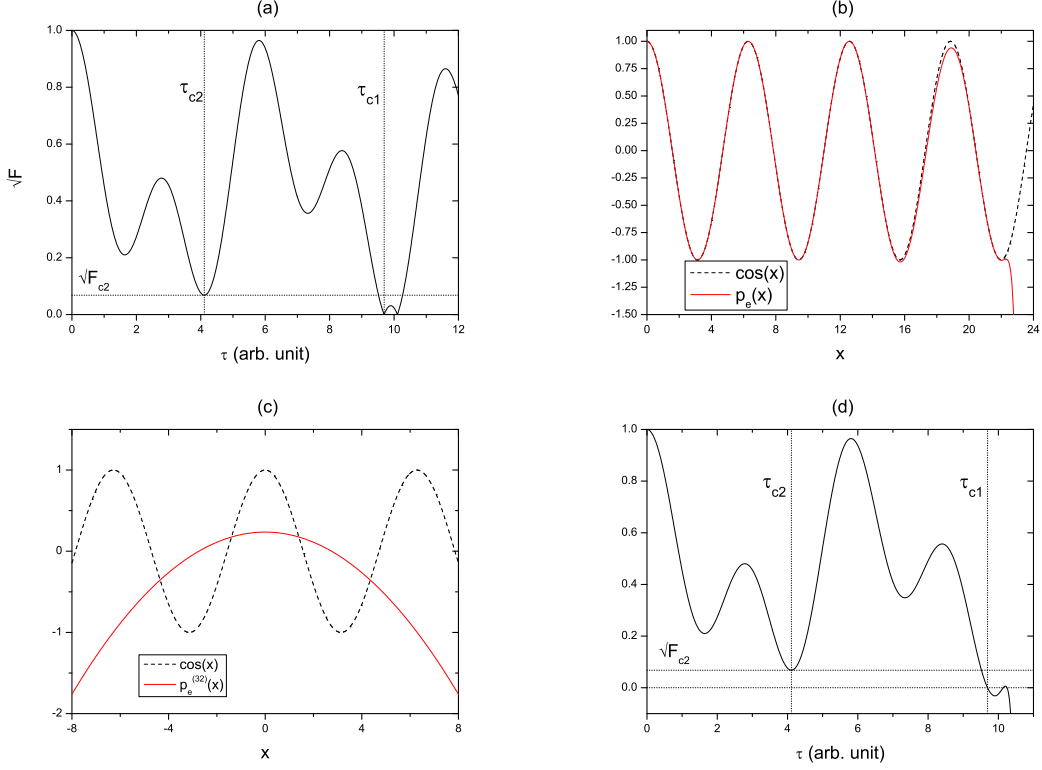 (a)
1.0
0.8
0.6
0.4
0.2
0.0
√F
τc2
τc1
√Fc2
0 2 4 6 8 10 12
τ (arb. unit)
(b)
1.00
0.75
0.50
0.25
0.00
-0.25
-0.50
-0.75
-1.00
-1.25
-1.50
cos(x)
pe(x)
0 4 8 12 16 20 24
x
(c)
1
0
-1
-2
cos(x)
pe(32)(x)
-8 -4 0 4 8
x
(d)
1.0
0.8
0.6
0.4
0.2
0.0
τc2
τc1
√Fc2
0 2 4 6 8 10
τ (arb. unit)